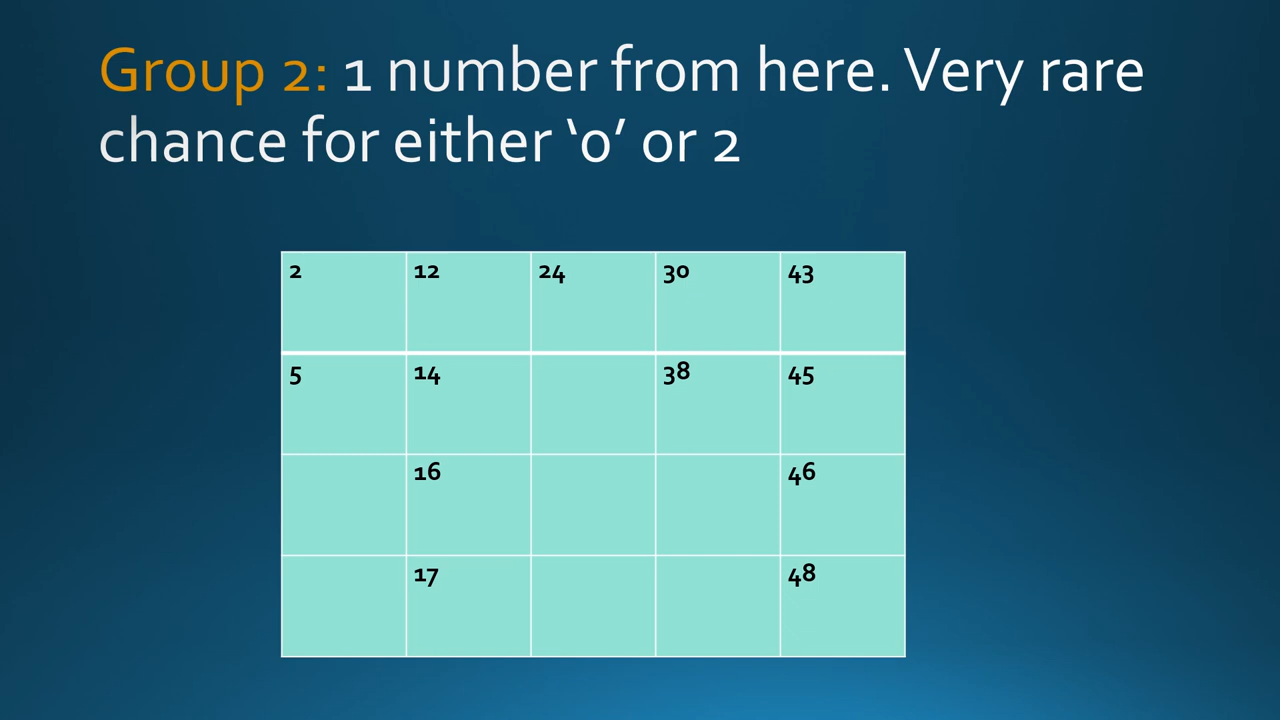 Group 2: 1 number from here. Very rare
chance for either ‘0’ or 2
2 12 24 30 43
5 14 38 45
16 46
17 48